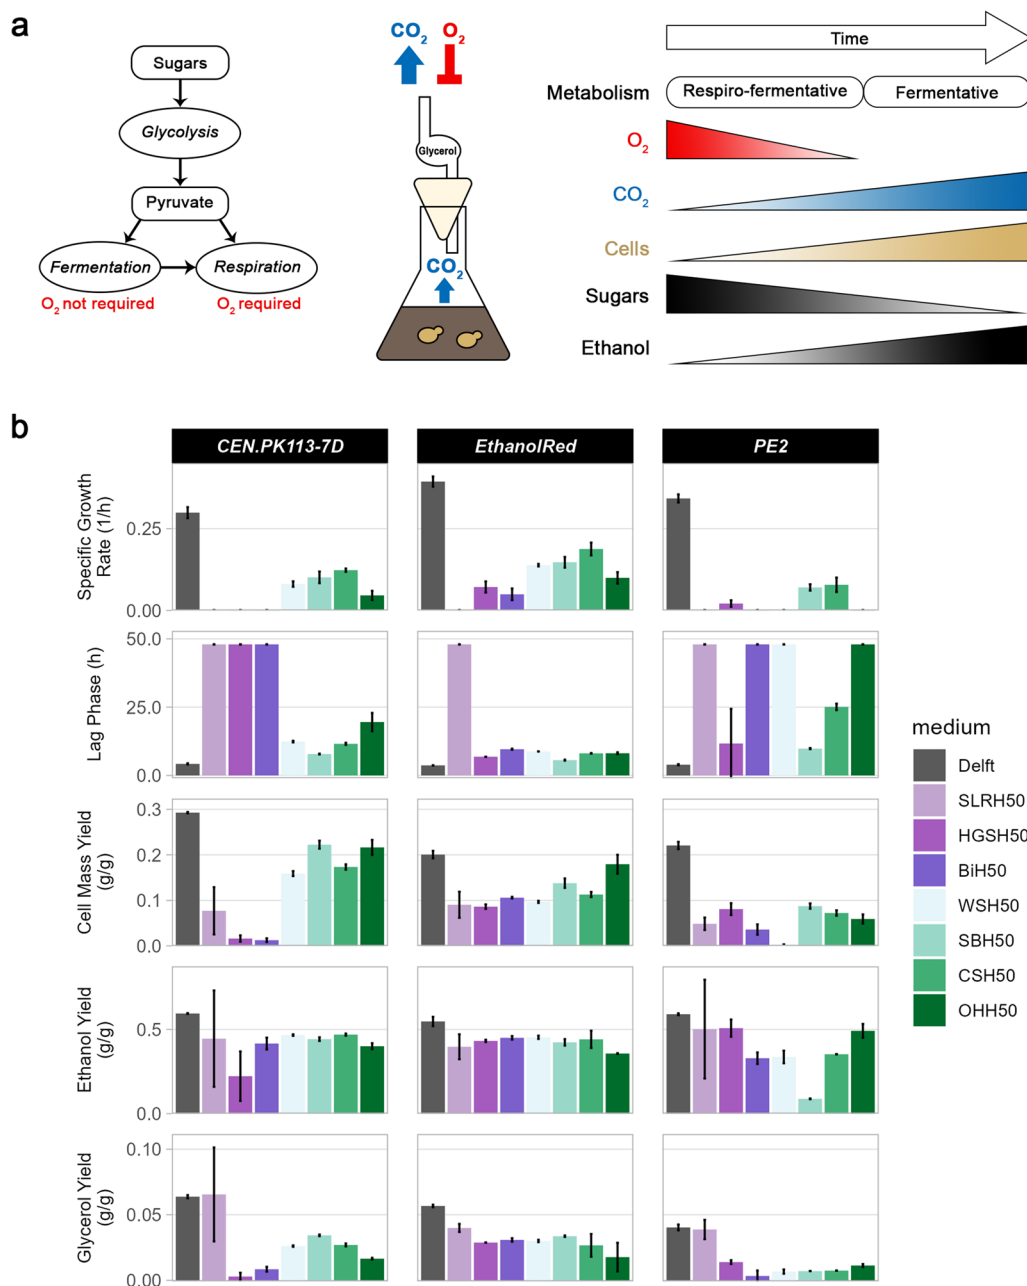 a
Sugars
Glycolysis
Pyruvate
Fermentation
Respiration
O2 not required
O2 required
CO2
O2
Glycerol
CO2
Time
Metabolism
Respiro-fermentative
Fermentative
O2
CO2
Cells
Sugars
Ethanol
b
CEN.PK113-7D
EthanolRed
PE2
Specific Growth
Rate (1/h)
0.25
0.00
Lag Phase (h)
50.0
25.0
0.0
Cell Mass Yield
(g/g)
0.3
0.2
0.1
0.0
Ethanol Yield
(g/g)
0.5
0.0
Glycerol Yield
(g/g)
0.10
0.05
0.00
medium
Delft
SLRH50
HGSH50
BiH50
WSH50
SBH50
CSH50
OHH50